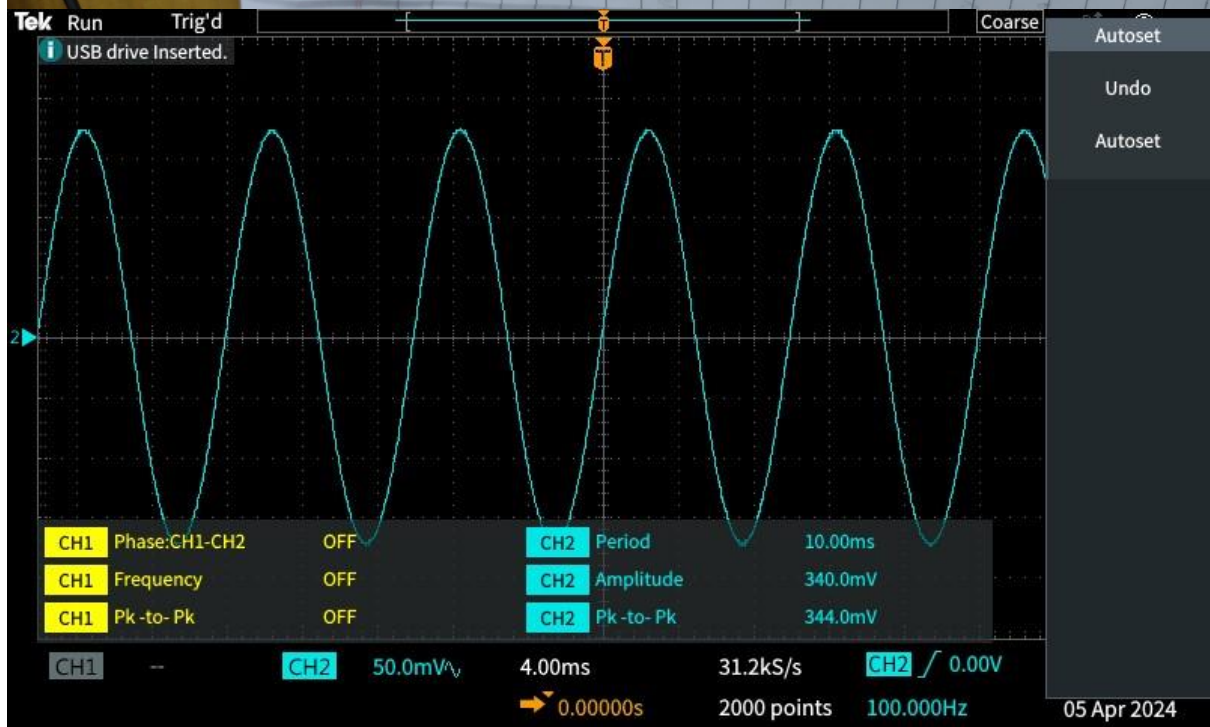 Tek Run Trig'd T Coarse
i USB drive Inserted.
T
Autoset
Undo
Autoset
2
CH1 Phase:CH1-CH2 OFF CH2 Period 10.00ms
CH1 Frequency OFF CH2 Amplitude 340.0mV
CH1 Pk-to-Pk OFF CH2 Pk-to-Pk 344.0mV
CH1 -- CH2 50.0mV 4.00ms 31.2kS/s CH2 0.00V
0.00000s 2000 points 100.000Hz 05 Apr 2024